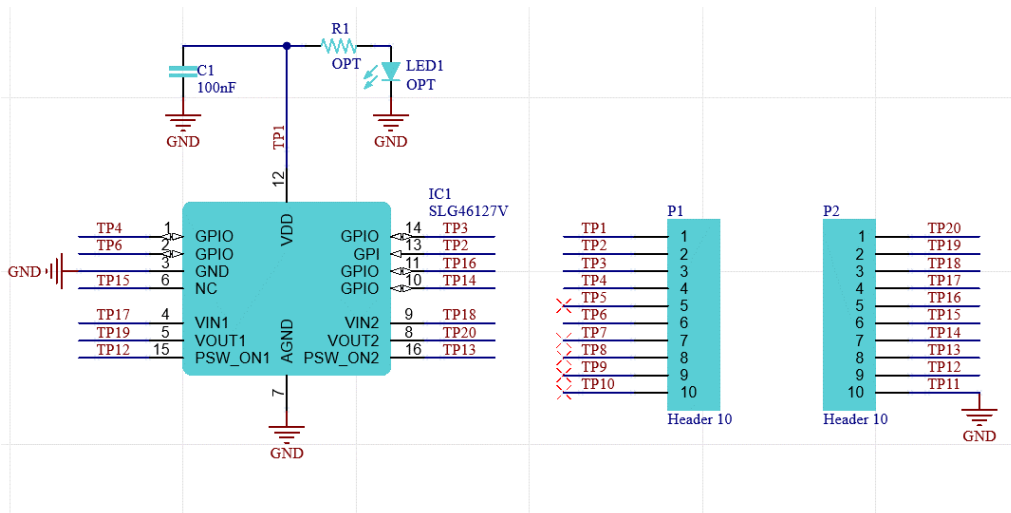 R1
OPT
LED1
OPT
C1
100nF
GND
GND
TP1
12
IC1
SLG46127V
VDD
TP4 1 GPIO
TP6 2 GPIO
GND 3 GND
TP15 6 NC
TP17 4 VIN1
TP19 5 VOUT1
TP12 15 PSW_ON1
GPIO 14 TP3
GPI 13 TP2
GPIO 11 TP16
GPIO 10 TP14
VIN2 9 TP18
VOUT2 8 TP20
PSW_ON2 16 TP13
AGND
7
GND
P1
TP1 1
TP2 2
TP3 3
TP4 4
TP5 5
TP6 6
TP7 7
TP8 8
TP9 9
TP10 10
Header 10
P2
1 TP20
2 TP19
3 TP18
4 TP17
5 TP16
6 TP15
7 TP14
8 TP13
9 TP12
10 TP11
Header 10
GND